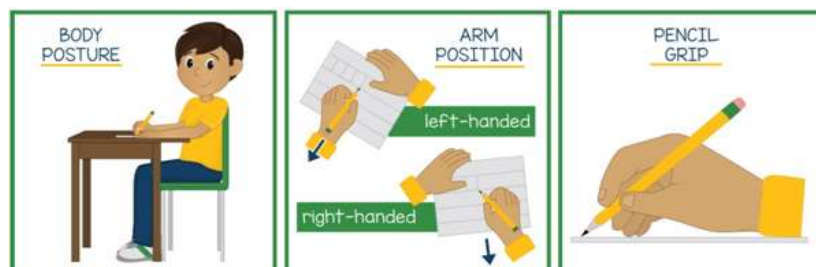 BODY
POSTURE
ARM
POSITION
left-handed
right-handed
PENCIL
GRIP